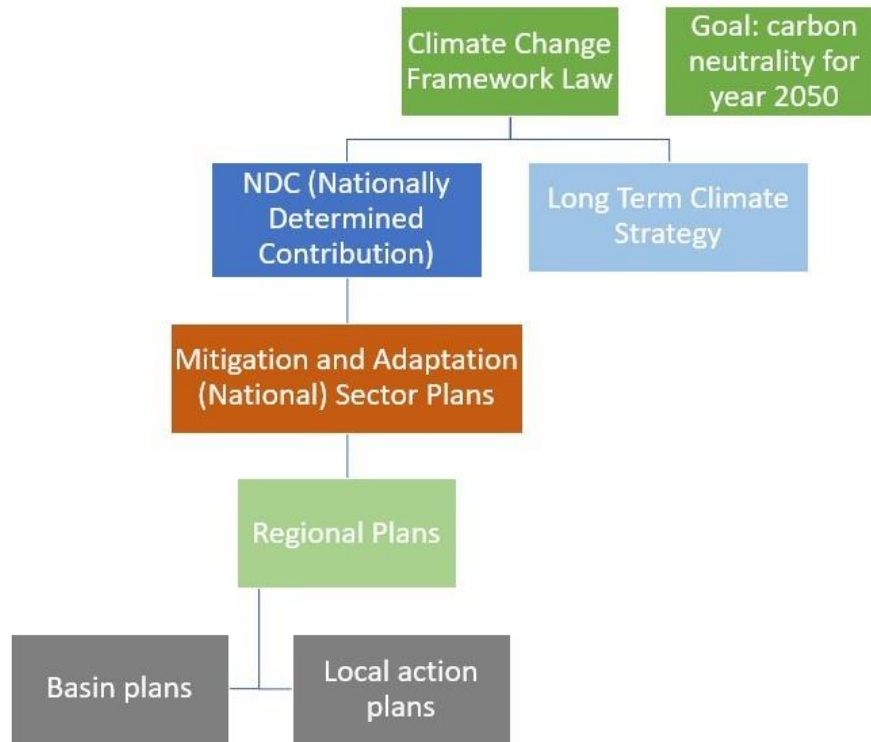 Climate Change
Framework Law
Goal: carbon
neutrality for
year 2050
NDC (Nationally
Determined
Contribution)
Long Term Climate
Strategy
Mitigation and Adaptation
(National) Sector Plans
Regional Plans
Basin plans
Local action
plans